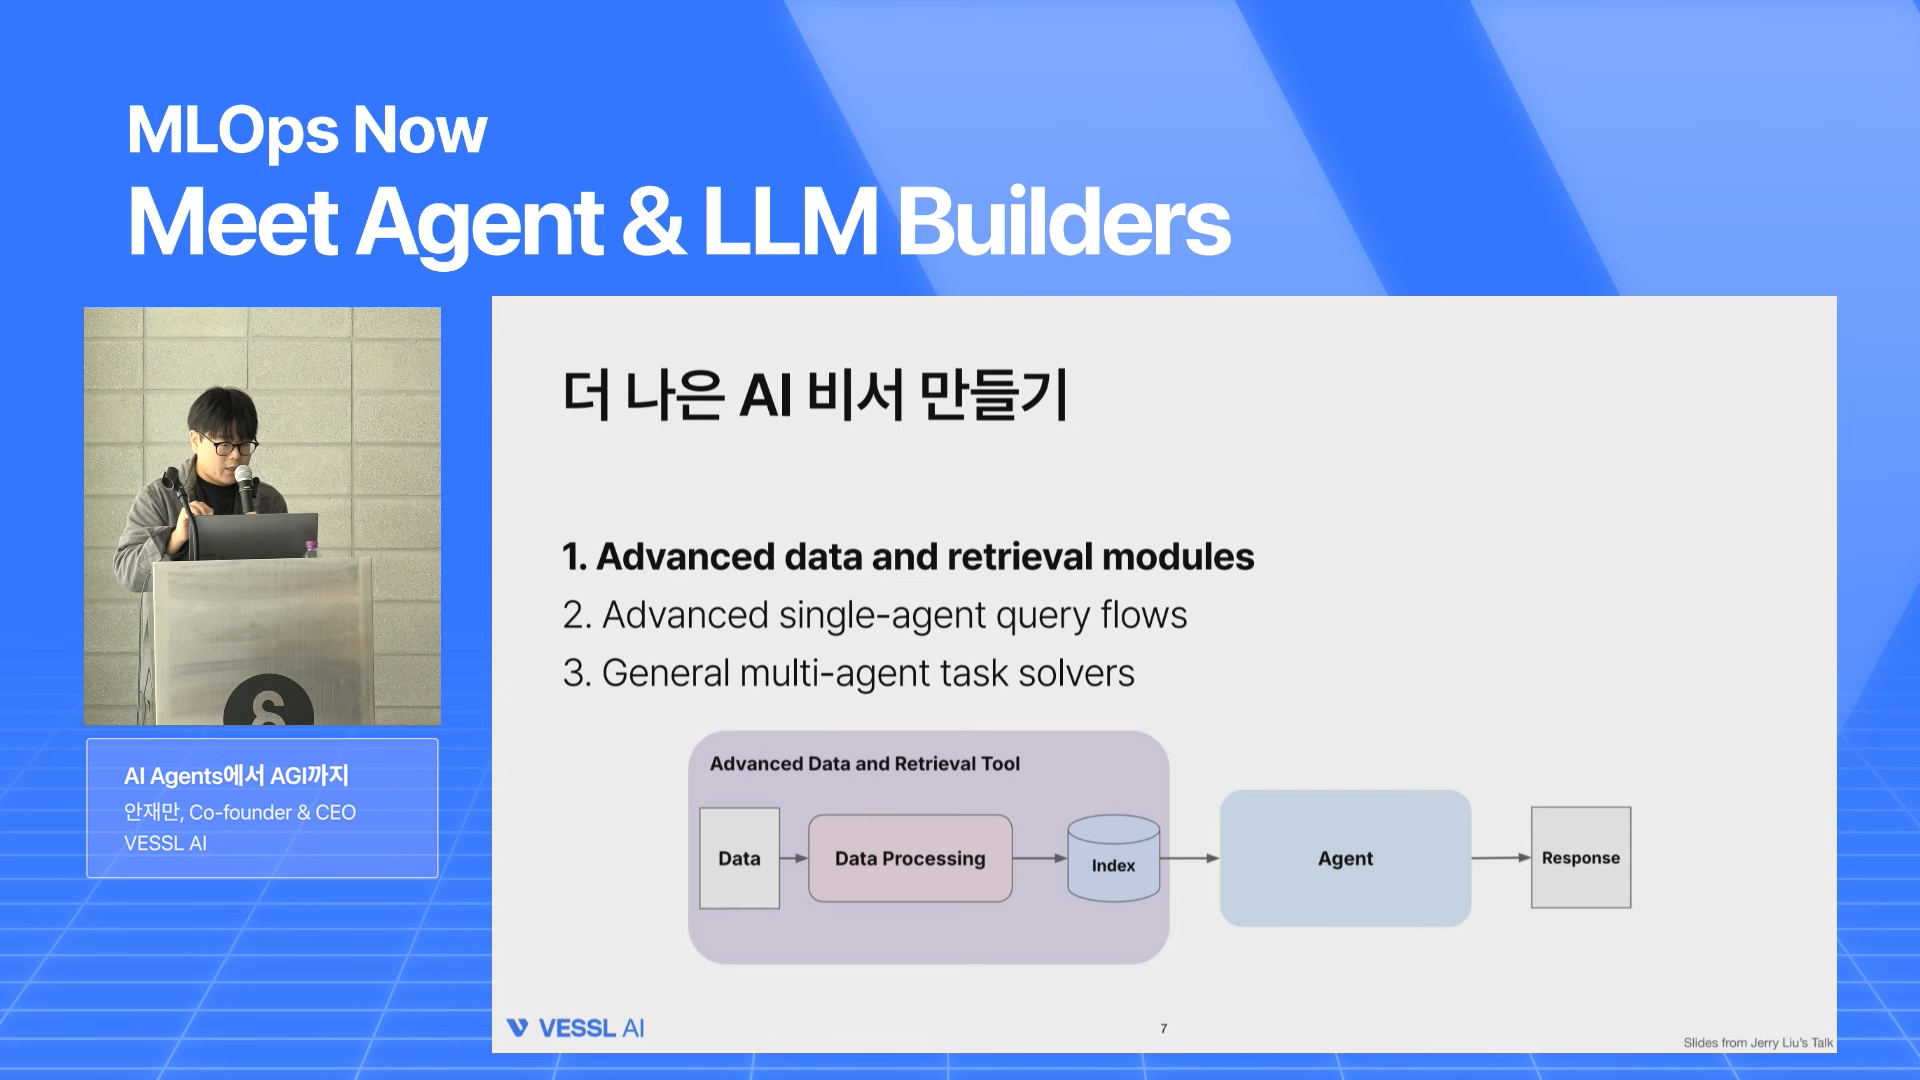 MLOps Now
Meet Agent & LLM Builders
더 나은 AI 비서 만들기
1. Advanced data and retrieval modules
2. Advanced single-agent query flows
3. General multi-agent task solvers
Advanced Data and Retrieval Tool
Data
Data Processing
Index
Agent
Response
VESSL AI
7
Slides from Jerry Liu's Talk
AI Agents에서 AGI까지
안재만, Co-founder & CEO
VESSL AI